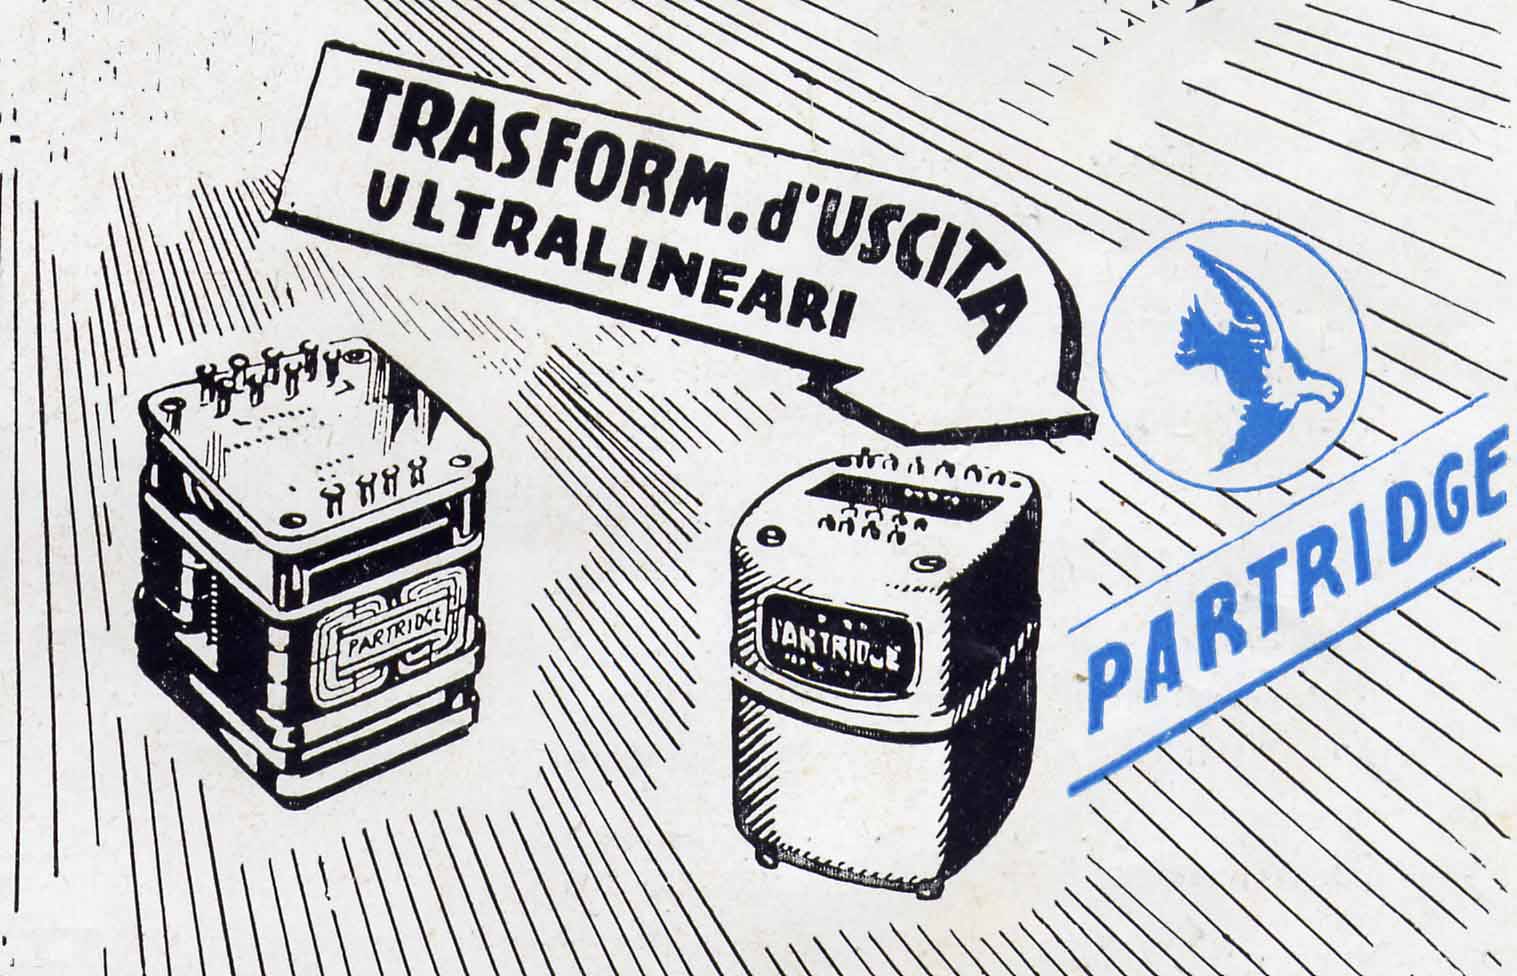 TRASFORM. d'USCITA
ULTRALINEARI
PARTRIDGE
PARTRIDGE
PARTRIDGE